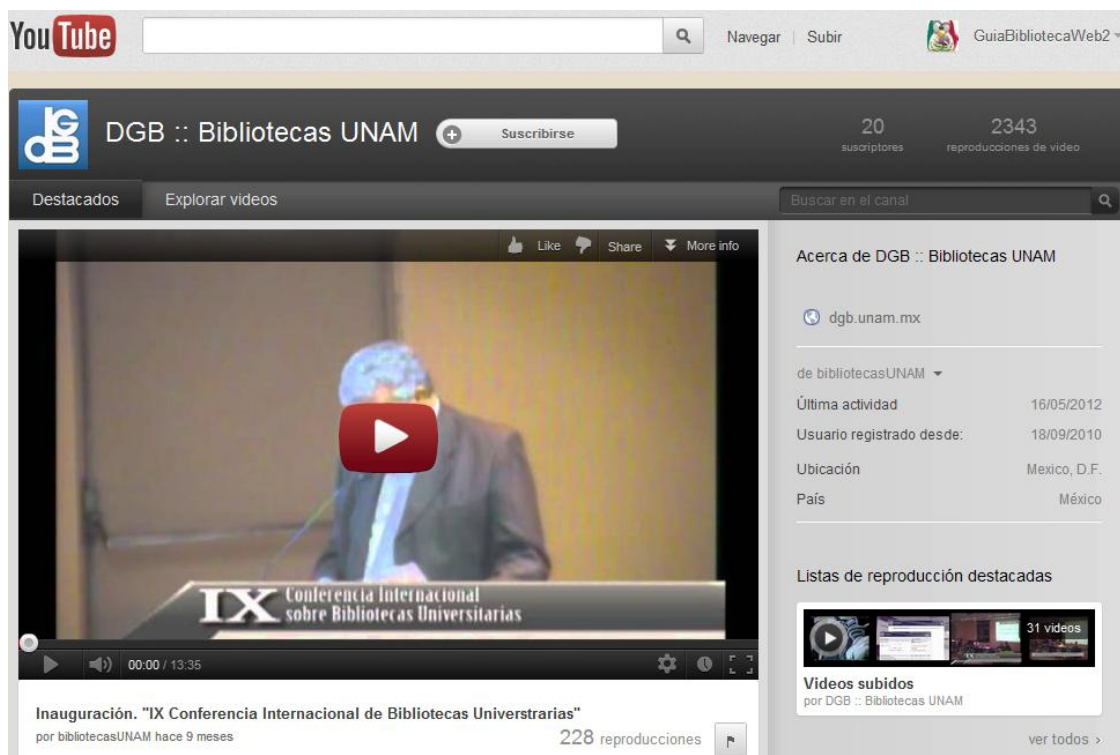 You Tube
Navegar | Subir
GuiaBibliotecaWeb2
DGB
DGB :: Bibliotecas UNAM
Suscribirse
20
suscriptores
2343
reproducciones de video
Destacados
Explorar videos
Buscar en el canal
Like
Share
More info
IX Conferencia Internacional
sobre Bibliotecas Universitarias
00:00 / 13:35
Inauguración. "IX Conferencia Internacional de Bibliotecas Universtrarias"
por bibliotecasUNAM hace 9 meses
228 reproducciones
Acerca de DGB :: Bibliotecas UNAM
dgb.unam.mx
de bibliotecasUNAM
Última actividad 16/05/2012
Usuario registrado desde: 18/09/2010
Ubicación Mexico, D.F.
País México
Listas de reproducción destacadas
31 videos
Videos subidos
por DGB :: Bibliotecas UNAM
ver todos ›